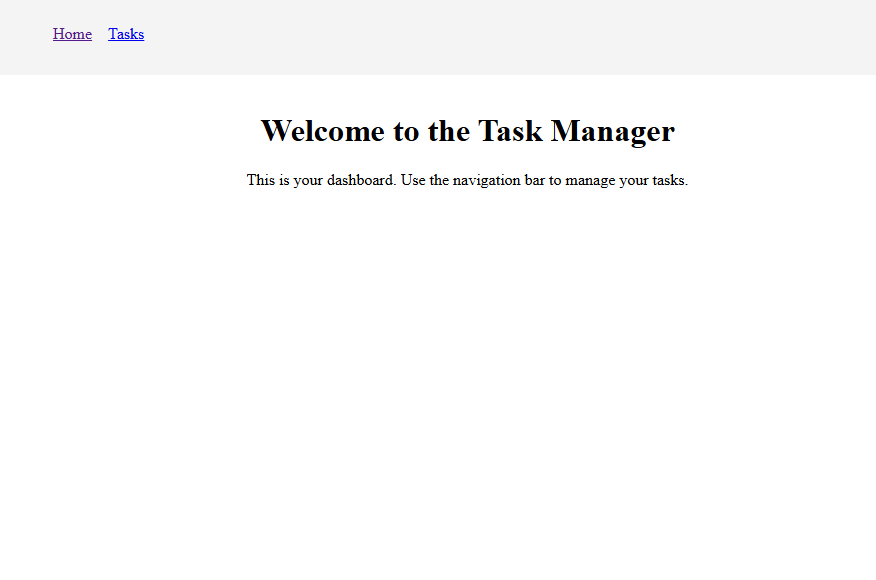 Home Tasks
Welcome to the Task Manager
This is your dashboard. Use the navigation bar to manage your tasks.